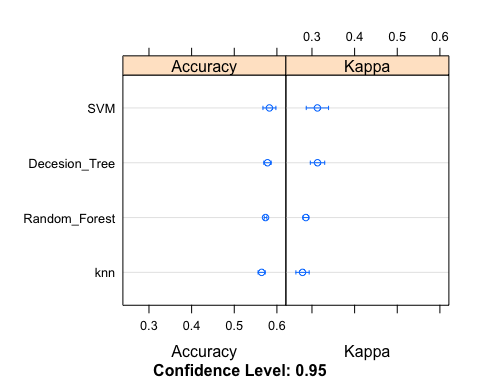 0.3 0.4 0.5 0.6
Accuracy Kappa
SVM
Decesion_Tree
Random_Forest
knn
0.3 0.4 0.5 0.6
Accuracy Kappa
Confidence Level: 0.95